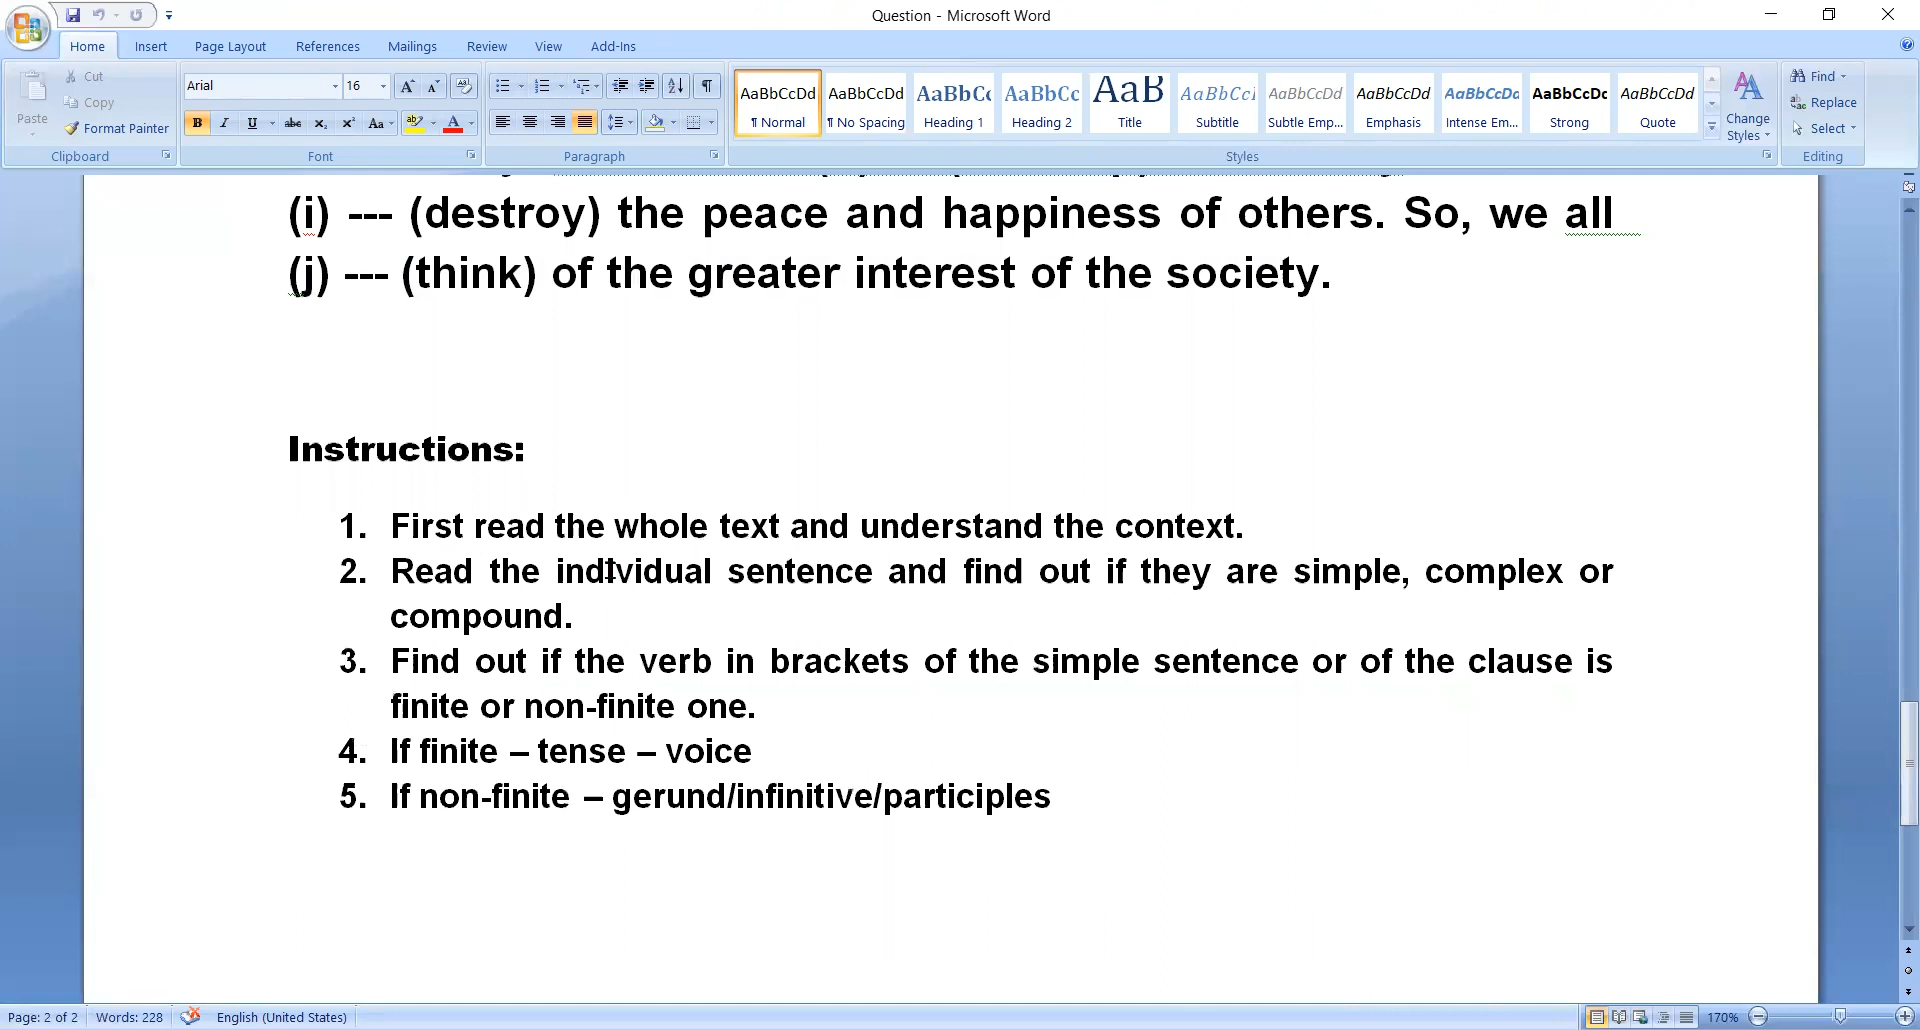 Question - Microsoft Word
Home Insert Page Layout References Mailings Review View Add-Ins
Paste
Cut
Copy
Format Painter
Clipboard
Arial 16
B I U abc x₂ x² Aa
Font
Paragraph
AaBbCcDd AaBbCcDd AaBbCc AaBbCc AaB AaBbCcI AaBbCcDd AaBbCcDd AaBbCcDd AaBbCcDc AaBbCcDd
¶ Normal ¶ No Spacing Heading 1 Heading 2 Title Subtitle Subtle Emp... Emphasis Intense Em... Strong Quote
Styles
Change
Styles
Find
Replace
Select
Editing
(i) --- (destroy) the peace and happiness of others. So, we all
(j) --- (think) of the greater interest of the society.
Instructions:
1. First read the whole text and understand the context.
2. Read the individual sentence and find out if they are simple, complex or
compound.
3. Find out if the verb in brackets of the simple sentence or of the clause is
finite or non-finite one.
4. If finite – tense – voice
5. If non-finite – gerund/infinitive/participles
Page: 2 of 2 Words: 228 English (United States) 170%